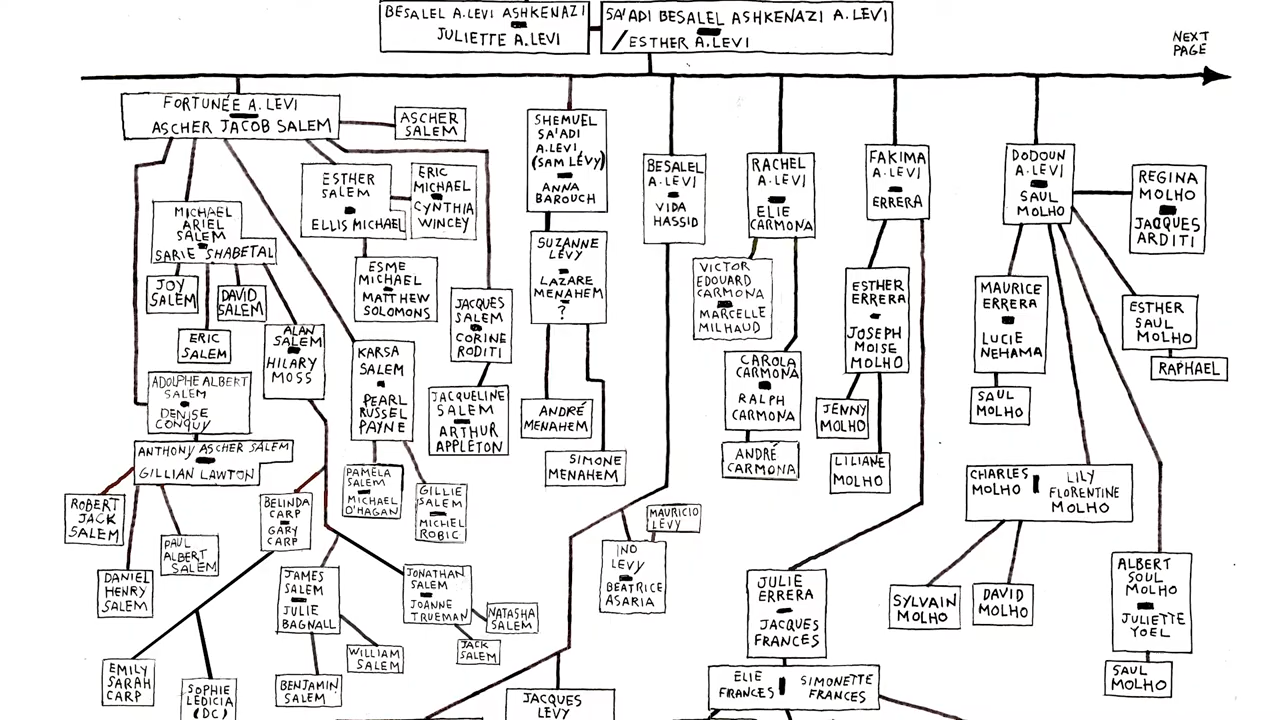 BESALEL A.LEVI ASHKENAZI
JULIETTE A.LEVI
SA'ADI BESALEL ASHKENAZI A.LEVI
/ESTHER A.LEVI
NEXT
PAGE
FORTUNÉE A.LEVI
ASCHER JACOB SALEM
ASCHER
SALEM
MICHAEL
ARIEL
SALEM
SARIE SHABETAL
JOY
SALEM
ERIC
SALEM
DAVID
SALEM
ALAN
SALEM
HILARY
MOSS
ADOLPHE ALBERT
SALEM
DENISE
CONQUY
ANTHONY ASCHER SALEM
GILLIAN LAWTON
ROBERT
JACK
SALEM
DANIEL
HENRY
SALEM
PAUL
ALBERT
SALEM
BELINDA
CARP
GARY
CARP
EMILY
SARAH
CARP
SOPHIE
LEDICIA
(DC)
JAMES
SALEM
JULIE
BAGNALL
BENJAMIN
SALEM
WILLIAM
SALEM
JONATHAN
SALEM
JOANNE
TRUEMAN
NATASHA
SALEM
JACK
SALEM
ESTHER
SALEM
ELLIS MICHAEL
ERIC
MICHAEL
CYNTHIA
WINCEY
ESME
MICHAEL
MATTHEW
SOLOMONS
KARSA
SALEM
PEARL
RUSSEL
PAYNE
PAMELA
SALEM
MICHAEL
O'HAGAN
GILLIE
SALEM
MICHEL
ROBIC
JACQUES
SALEM
CORINE
RODITI
JACQUELINE
SALEM
ARTHUR
APPLETON
SHEMUEL
SA'ADI
A.LEVI
(SAM LÉVY)
ANNA
BAROUCH
SUZANNE
LÉVY
LAZARE
MENAHEM
?
ANDRÉ
MENAHEM
SIMONE
MENAHEM
BESALEL
A.LEVI
VIDA
HASSID
INO
LEVY
BEATRICE
ASARIA
MAURICIO
LÉVY
JACQUES
LÉVY
RACHEL
A.LEVI
ELIE
CARMONA
VICTOR
EDOUARD
CARMONA
MARCELLE
MILHAUD
CAROLA
CARMONA
RALPH
CARMONA
ANDRÉ
CARMONA
FAKIMA
A.LEVI
ERRERA
ESTHER
ERRERA
JOSEPH
MOISE
MOLHO
JENNY
MOLHO
LILIANE
MOLHO
JULIE
ERRERA
JACQUES
FRANCES
ELIE
FRANCES
SIMONETTE
FRANCES
DODOUN
A.LEVI
SAUL
MOLHO
REGINA
MOLHO
JACQUES
ARDITI
MAURICE
ERRERA
LUCIE
NEHAMA
SAUL
MOLHO
ESTHER
SAUL
MOLHO
RAPHAEL
CHARLES
MOLHO
LILY
FLORENTINE
MOLHO
SYLVAIN
MOLHO
DAVID
MOLHO
ALBERT
SOUL
MOLHO
JULIETTE
YOEL
SAUL
MOLHO